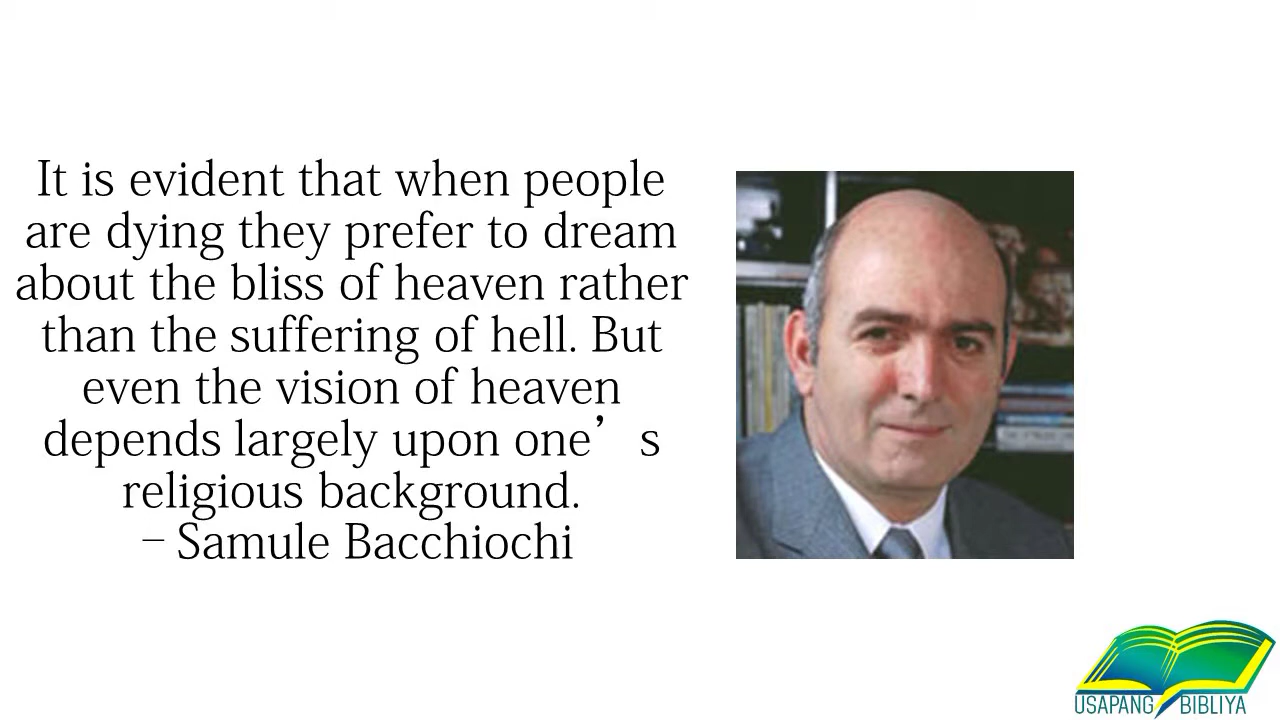 It is evident that when people
are dying they prefer to dream
about the bliss of heaven rather
than the suffering of hell. But
even the vision of heaven
depends largely upon one’s
religious background.
– Samule Bacchiochi
USAPANG BIBLIYA